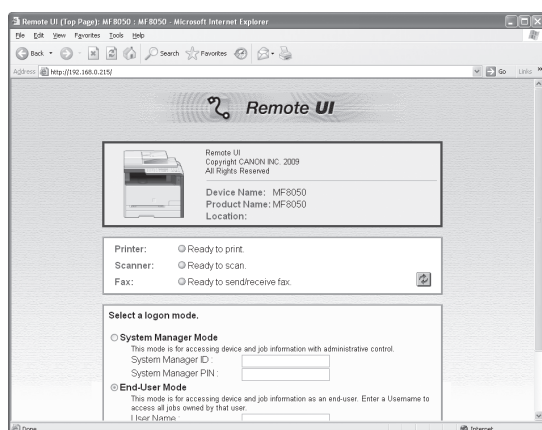 Remote UI (Top Page): MF8050 : MF8050 - Microsoft Internet Explorer
File Edit View Favorites Tools Help
Back Search Favorites
Address http://192.168.0.215/ Go Links »
Remote UI
Remote UI
Copyright CANON INC. 2009
All Rights Reserved
Device Name: MF8050
Product Name: MF8050
Location:
Printer: Ready to print.
Scanner: Ready to scan.
Fax: Ready to send/receive fax.
Select a logon mode.
System Manager Mode
This mode is for accessing device and job information with administrative control.
System Manager ID :
System Manager PIN :
End-User Mode
This mode is for accessing device and job information as an end-user. Enter a Username to
access all jobs owned by that user.
User Name :
Done Internet